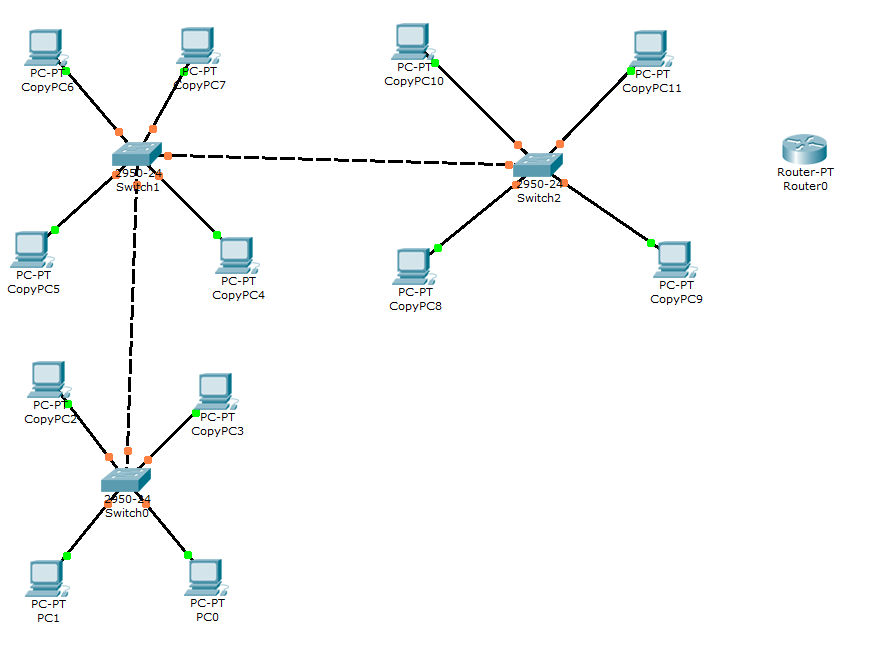 PC-PT
CopyPC6
PC-PT
CopyPC7
PC-PT
CopyPC10
PC-PT
CopyPC11
2950-24
Switch1
2950-24
Switch2
Router-PT
Router0
PC-PT
CopyPC5
PC-PT
CopyPC4
PC-PT
CopyPC8
PC-PT
CopyPC9
PC-PT
CopyPC2
PC-PT
CopyPC3
2950-24
Switch0
PC-PT
PC1
PC-PT
PC0